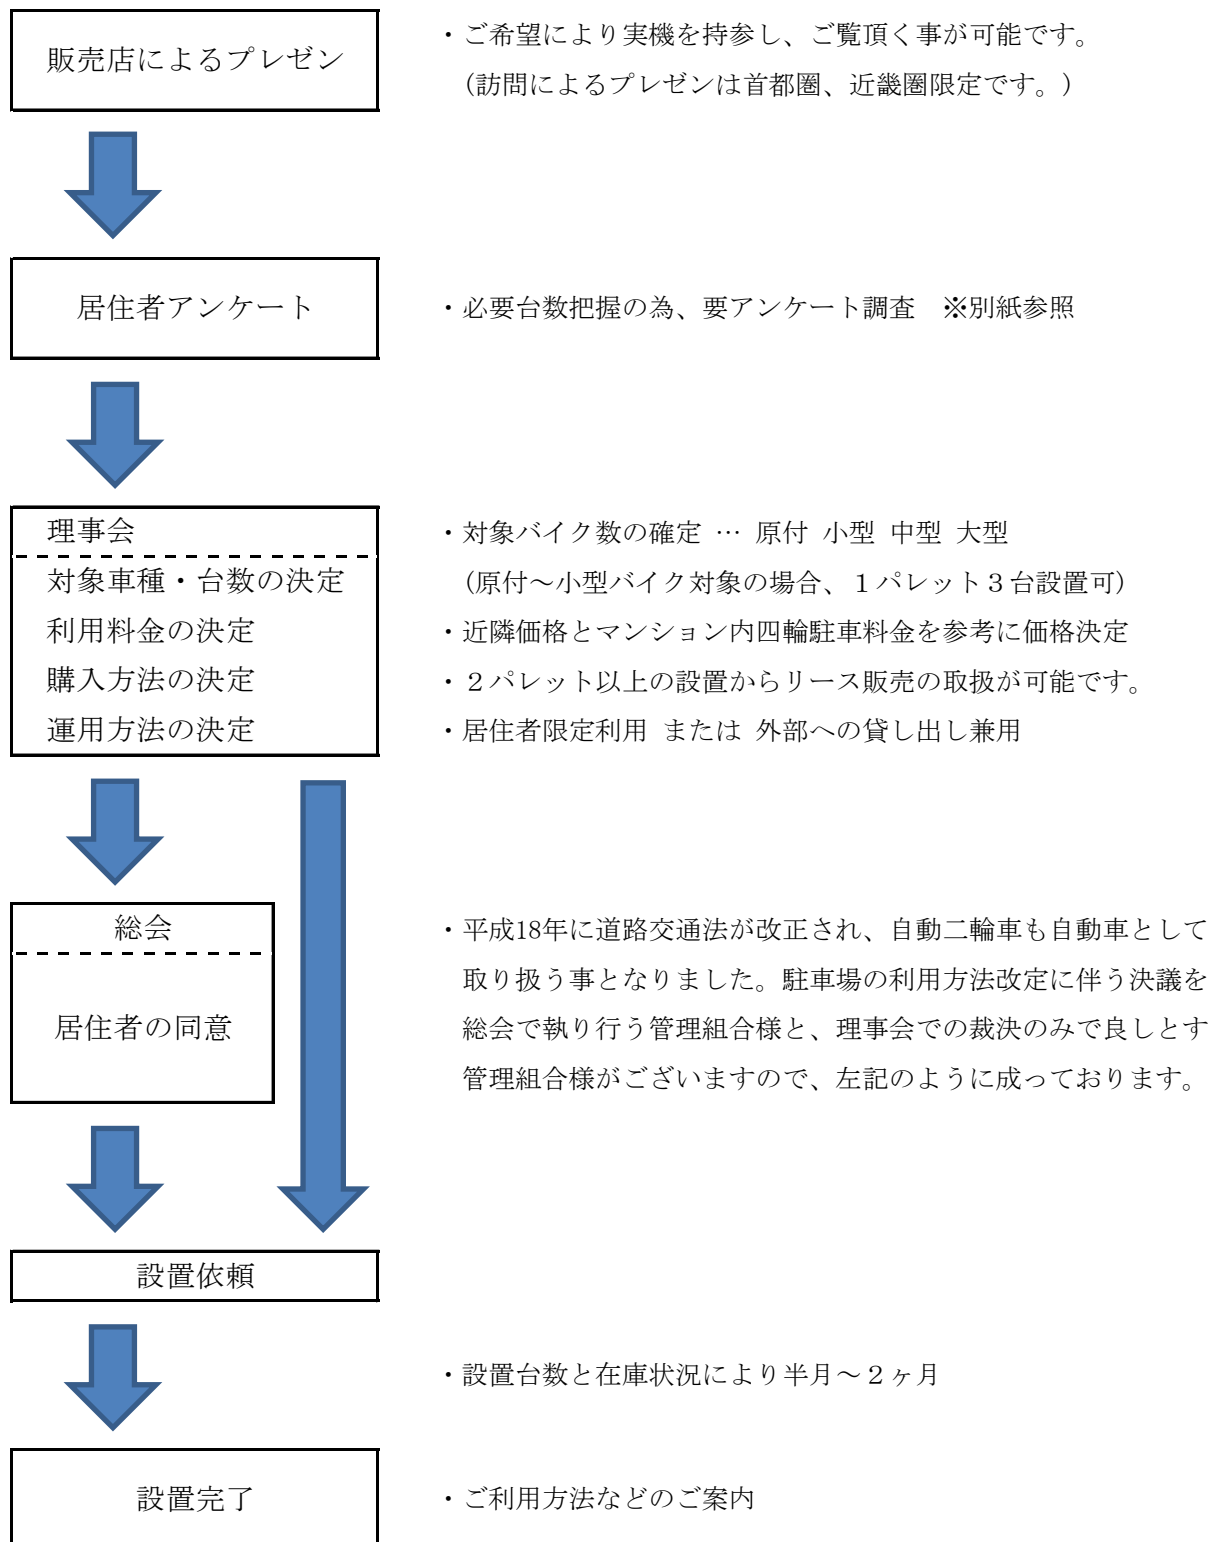 販売店によるプレゼン
・ご希望により実機を持参し、ご覧頂く事が可能です。
(訪問によるプレゼンは首都圏、近畿圏限定です。)
居住者アンケート
・必要台数把握の為、要アンケート調査　※別紙参照
理事会
対象車種・台数の決定
利用料金の決定
購入方法の決定
運用方法の決定
・対象バイク数の確定 … 原付 小型 中型 大型
(原付～小型バイク対象の場合、１パレット３台設置可)
・近隣価格とマンション内四輪駐車料金を参考に価格決定
・２パレット以上の設置からリース販売の取扱が可能です。
・居住者限定利用 または 外部への貸し出し兼用
総会
居住者の同意
・平成18年に道路交通法が改正され、自動二輪車も自動車として
取り扱う事となりました。駐車場の利用方法改定に伴う決議を
総会で執り行う管理組合様と、理事会での裁決のみで良しとす
管理組合様がございますので、左記のように成っております。
設置依頼
・設置台数と在庫状況により半月～２ヶ月
設置完了
・ご利用方法などのご案内